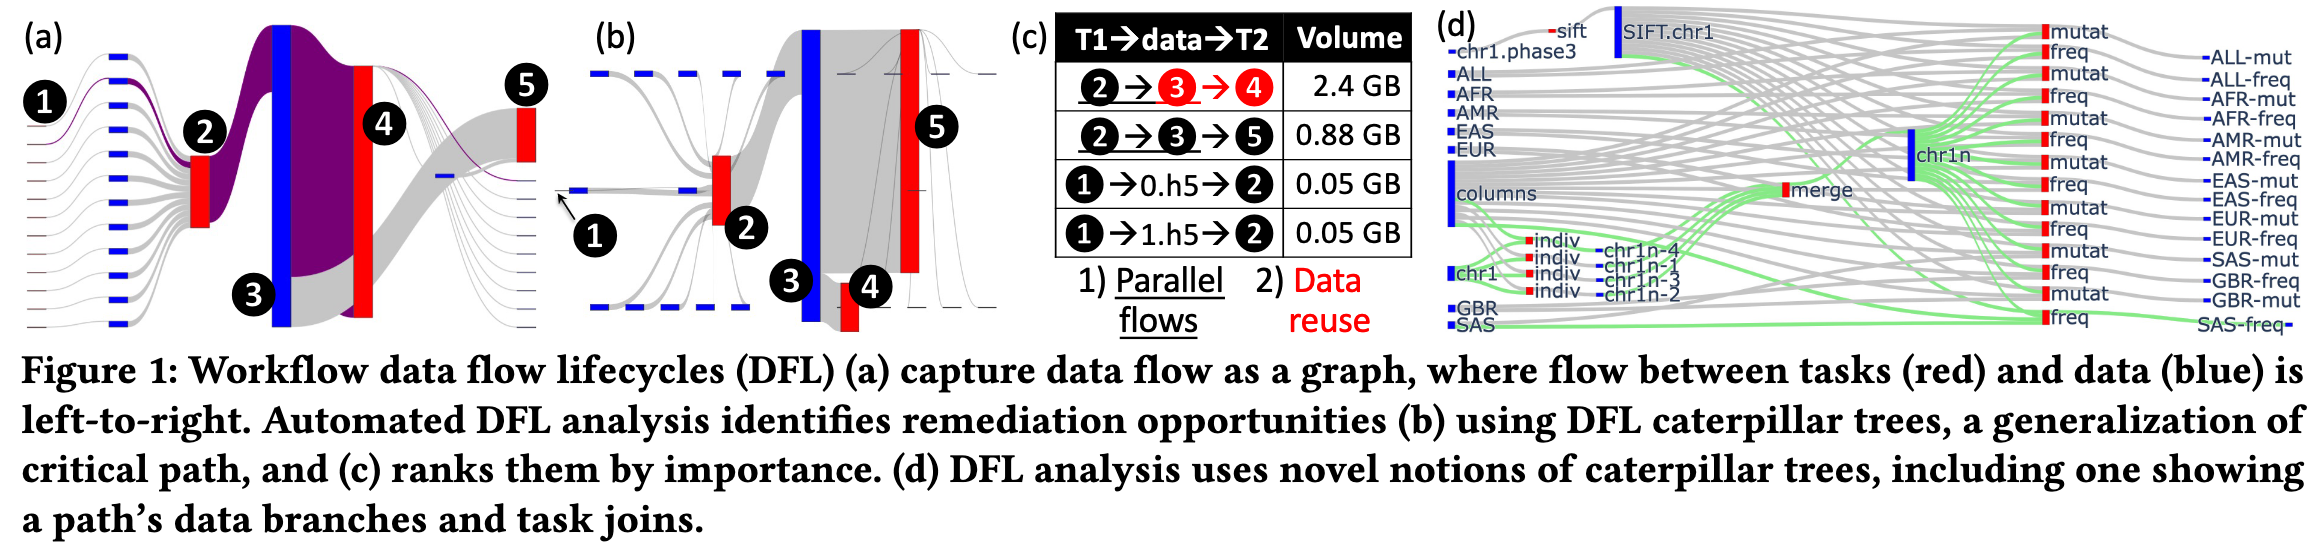 (a)
1
2
3
4
5
(b)
1
2
3
4
5
(c)
T1→data→T2 Volume
2→3→4 2.4 GB
2→3→5 0.88 GB
1→0.h5→2 0.05 GB
1→1.h5→2 0.05 GB
1) Parallel flows
2) Data reuse
(d)
sift
SIFT.chr1
chr1.phase3
ALL
AFR
AMR
EAS
EUR
columns
chr1
GBR
SAS
indiv
indiv
indiv
indiv
chr1n-4
chr1n-1
chr1n-3
chr1n-2
merge
chr1n
mutat
freq
mutat
freq
mutat
freq
mutat
freq
mutat
freq
mutat
freq
mutat
freq
ALL-mut
ALL-freq
AFR-mut
AFR-freq
AMR-mut
AMR-freq
EAS-mut
EAS-freq
EUR-mut
EUR-freq
SAS-mut
GBR-freq
GBR-mut
SAS-freq
Figure 1: Workflow data flow lifecycles (DFL) (a) capture data flow as a graph, where flow between tasks (red) and data (blue) is
left-to-right. Automated DFL analysis identifies remediation opportunities (b) using DFL caterpillar trees, a generalization of
critical path, and (c) ranks them by importance. (d) DFL analysis uses novel notions of caterpillar trees, including one showing
a path's data branches and task joins.